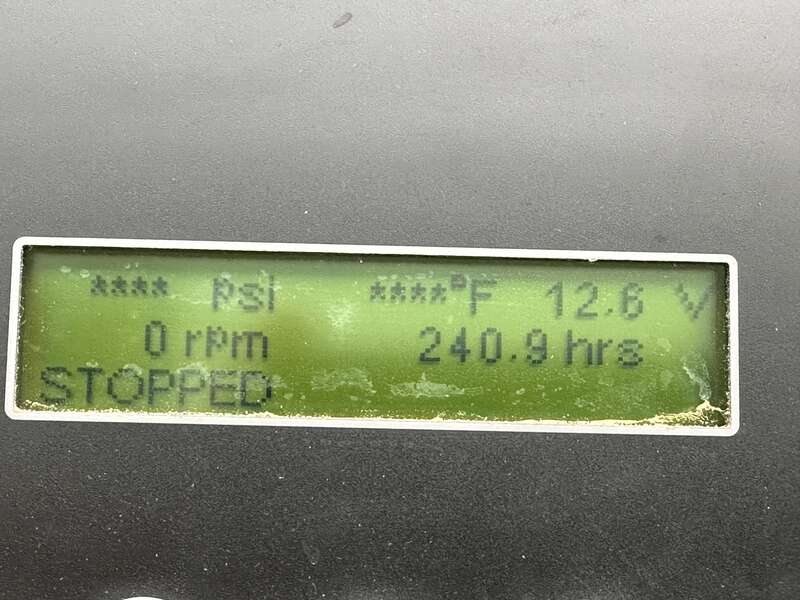 **** psi ****°F 12.6 V
0 rpm 240.9 hrs
STOPPED